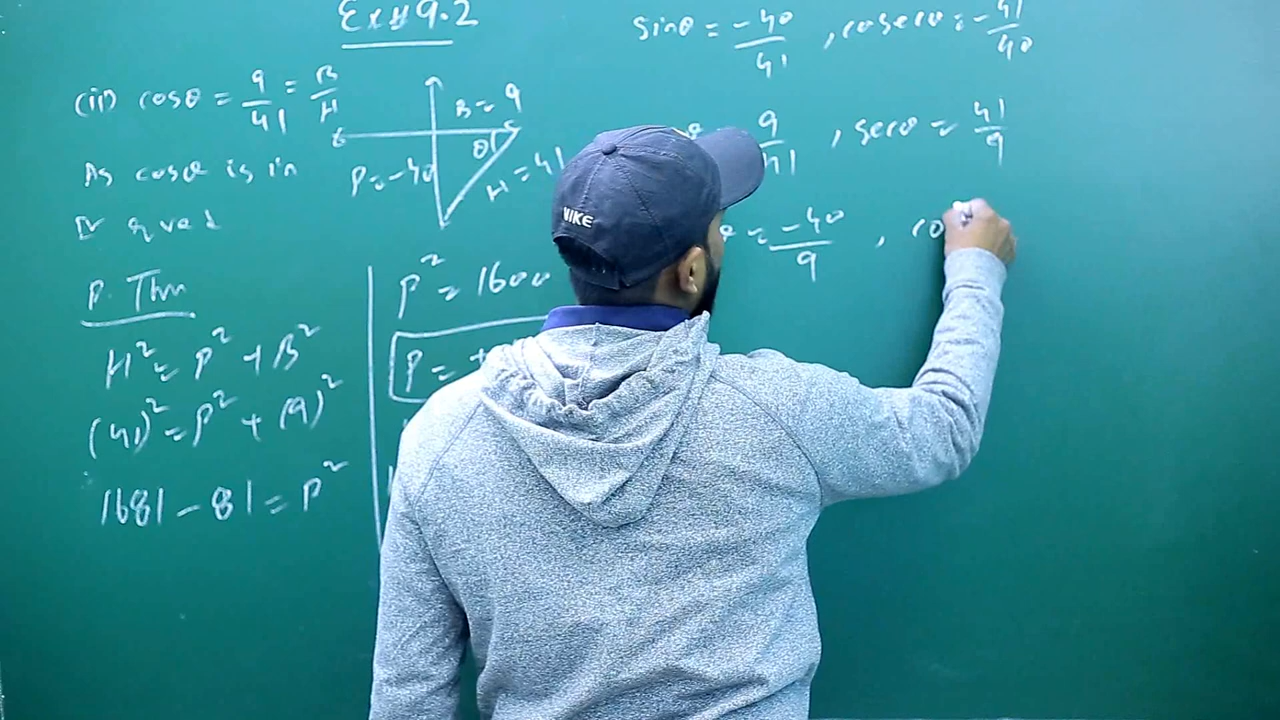 Ex # 9.2
(ii) cosθ = 9/41 = B/H
As cosθ is in
IV quad
P. Thm
H² = P² + B²
(41)² = P² + (9)²
1681 - 81 = P²
B = 9
θ
P = -40
H = 41
P² = 1600
P = +
sinθ = -40/41 , cosecθ = -41/40
9/41 , secθ = 41/9
θ = -40/9 , co
NIKE